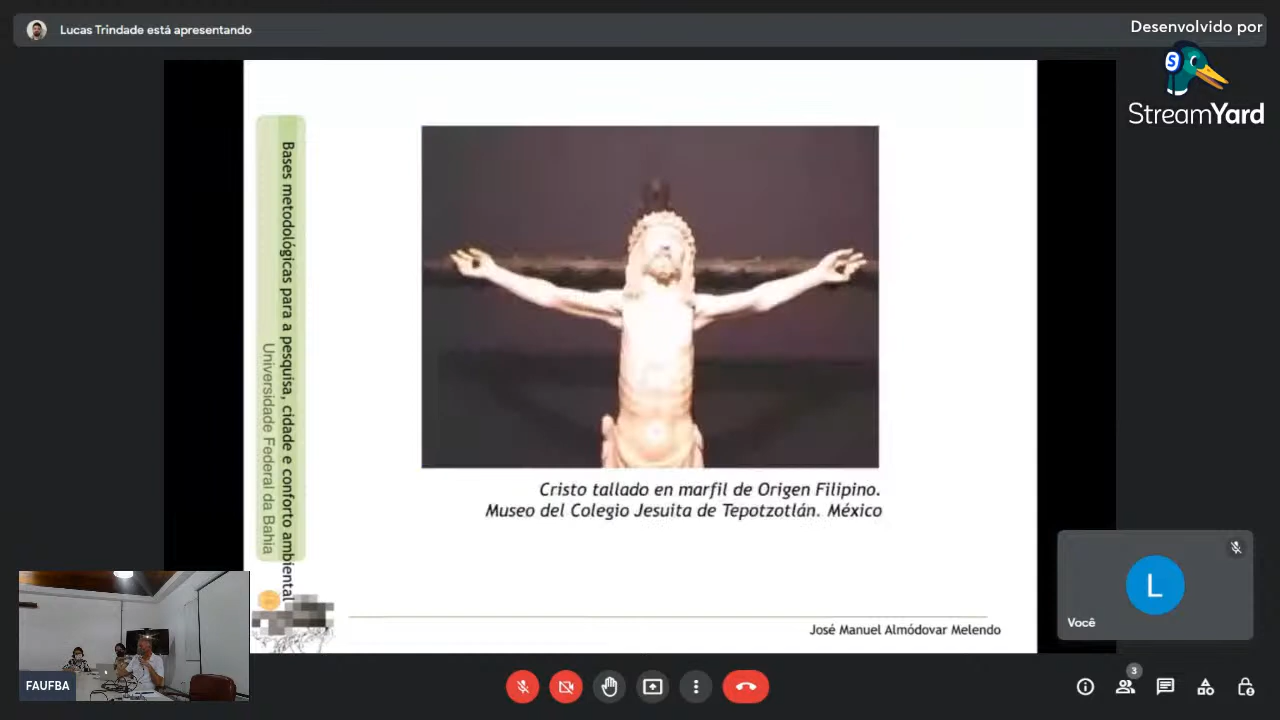 Lucas Trindade está apresentando
Desenvolvido por
S
StreamYard
Bases metodológicas para a pesquisa, cidade e conforto ambiental
Universidade Federal da Bahia
Cristo tallado en marfil de Origen Filipino.
Museo del Colegio Jesuita de Tepotzotlán. México
José Manuel Almódovar Melendo
L
Você
FAUFBA
3